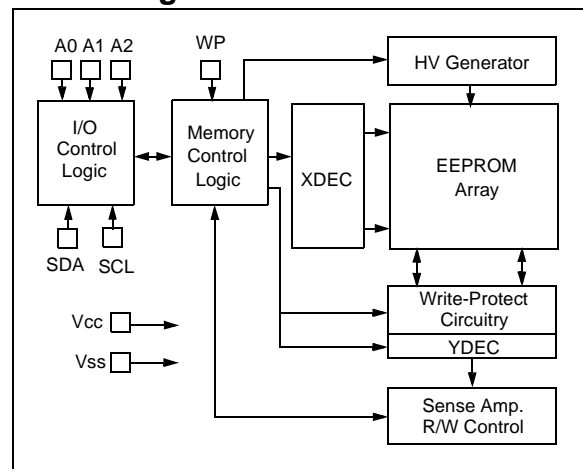 A0 A1 A2
WP
HV Generator
I/O
Control
Logic
Memory
Control
Logic
XDEC
EEPROM
Array
SDA
SCL
Write-Protect
Circuitry
YDEC
Vcc
Vss
Sense Amp.
R/W Control